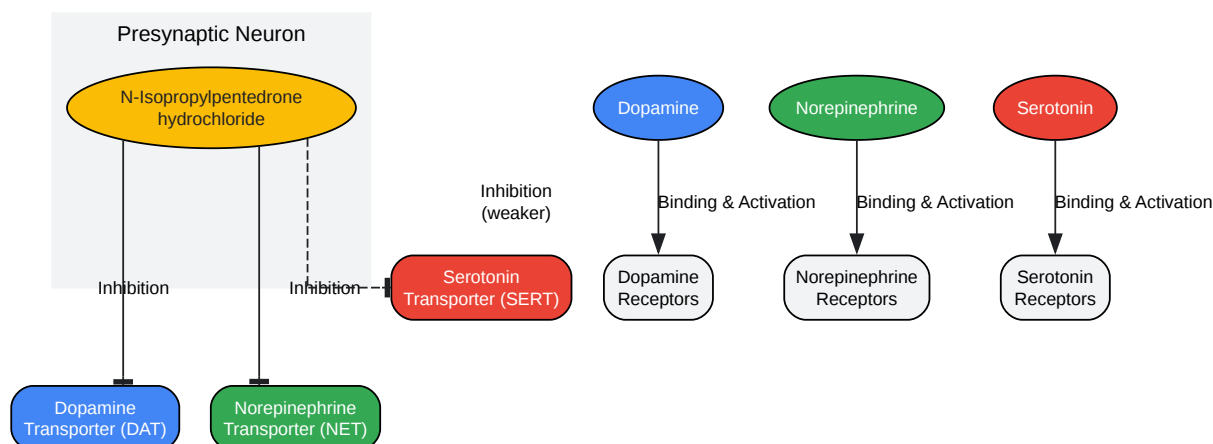 Presynaptic Neuron
N-Isopropylpentedrone
hydrochloride
Dopamine
Norepinephrine
Serotonin
Inhibition
(weaker)
Binding & Activation
Binding & Activation
Binding & Activation
Inhibition
Inhibition
Serotonin
Transporter (SERT)
Dopamine
Receptors
Norepinephrine
Receptors
Serotonin
Receptors
Dopamine
Transporter (DAT)
Norepinephrine
Transporter (NET)